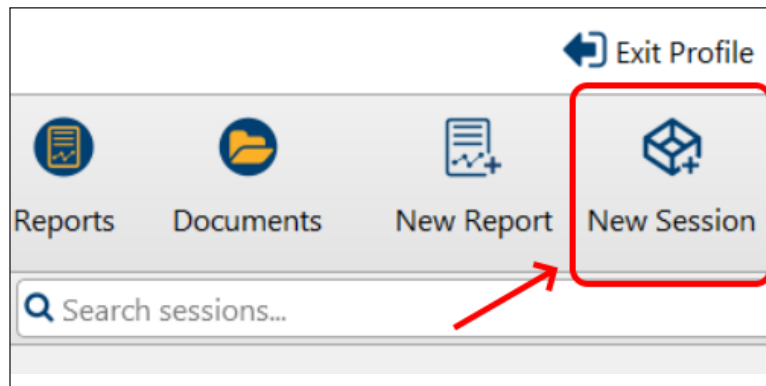 Exit Profile
Reports Documents New Report New Session
Search sessions...